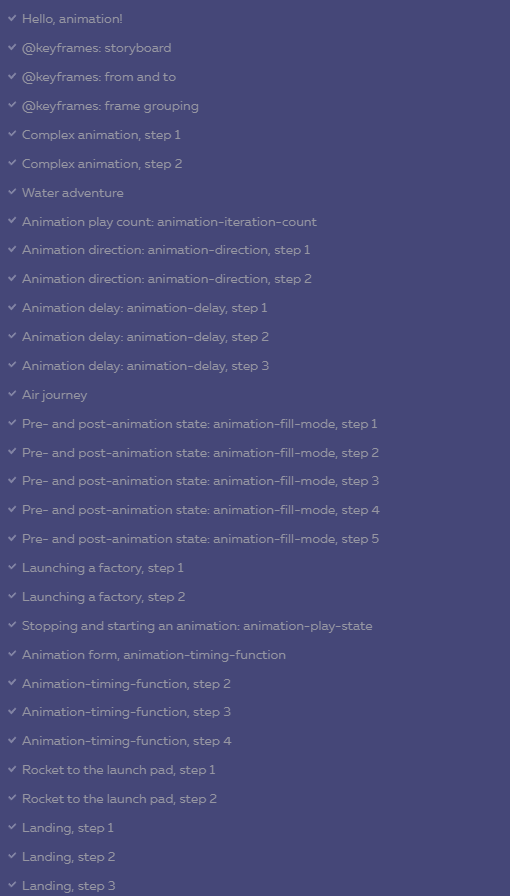 Hello, animation!
@keyframes: storyboard
@keyframes: from and to
@keyframes: frame grouping
Complex animation, step 1
Complex animation, step 2
Water adventure
Animation play count: animation-iteration-count
Animation direction: animation-direction, step 1
Animation direction: animation-direction, step 2
Animation delay: animation-delay, step 1
Animation delay: animation-delay, step 2
Animation delay: animation-delay, step 3
Air journey
Pre- and post-animation state: animation-fill-mode, step 1
Pre- and post-animation state: animation-fill-mode, step 2
Pre- and post-animation state: animation-fill-mode, step 3
Pre- and post-animation state: animation-fill-mode, step 4
Pre- and post-animation state: animation-fill-mode, step 5
Launching a factory, step 1
Launching a factory, step 2
Stopping and starting an animation: animation-play-state
Animation form, animation-timing-function
Animation-timing-function, step 2
Animation-timing-function, step 3
Animation-timing-function, step 4
Rocket to the launch pad, step 1
Rocket to the launch pad, step 2
Landing, step 1
Landing, step 2
Landing, step 3